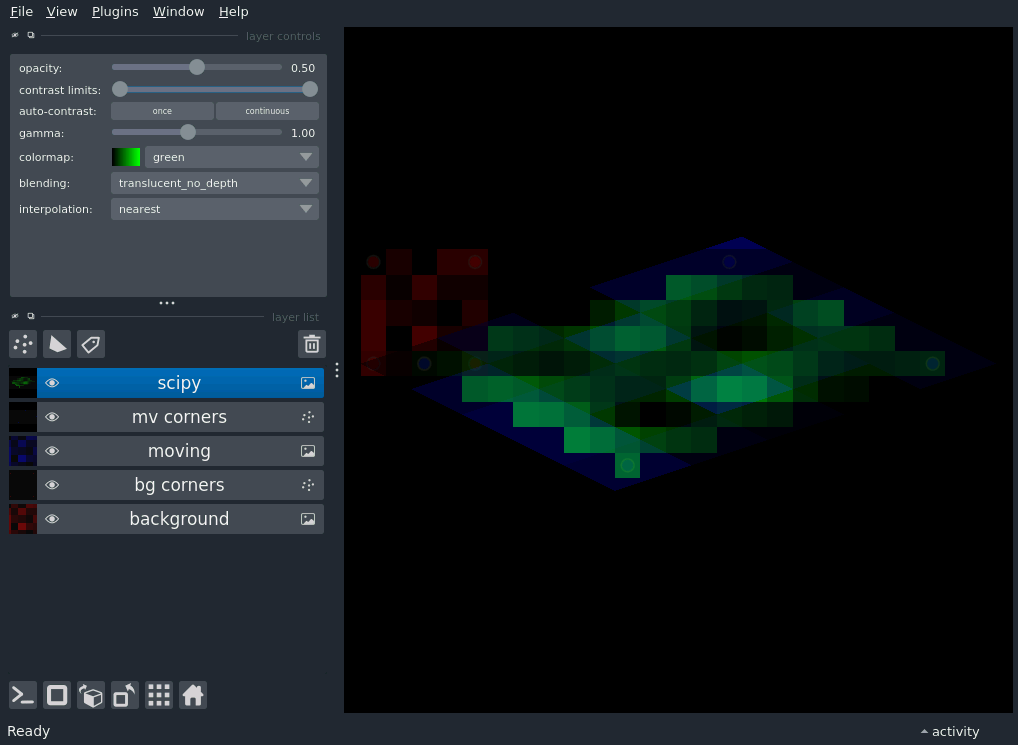 File View Plugins Window Help
layer controls
opacity: 0.50
contrast limits:
auto-contrast: once continuous
gamma: 1.00
colormap: green
blending: translucent_no_depth
interpolation: nearest
layer list
scipy
mv corners
moving
bg corners
background
Ready
activity